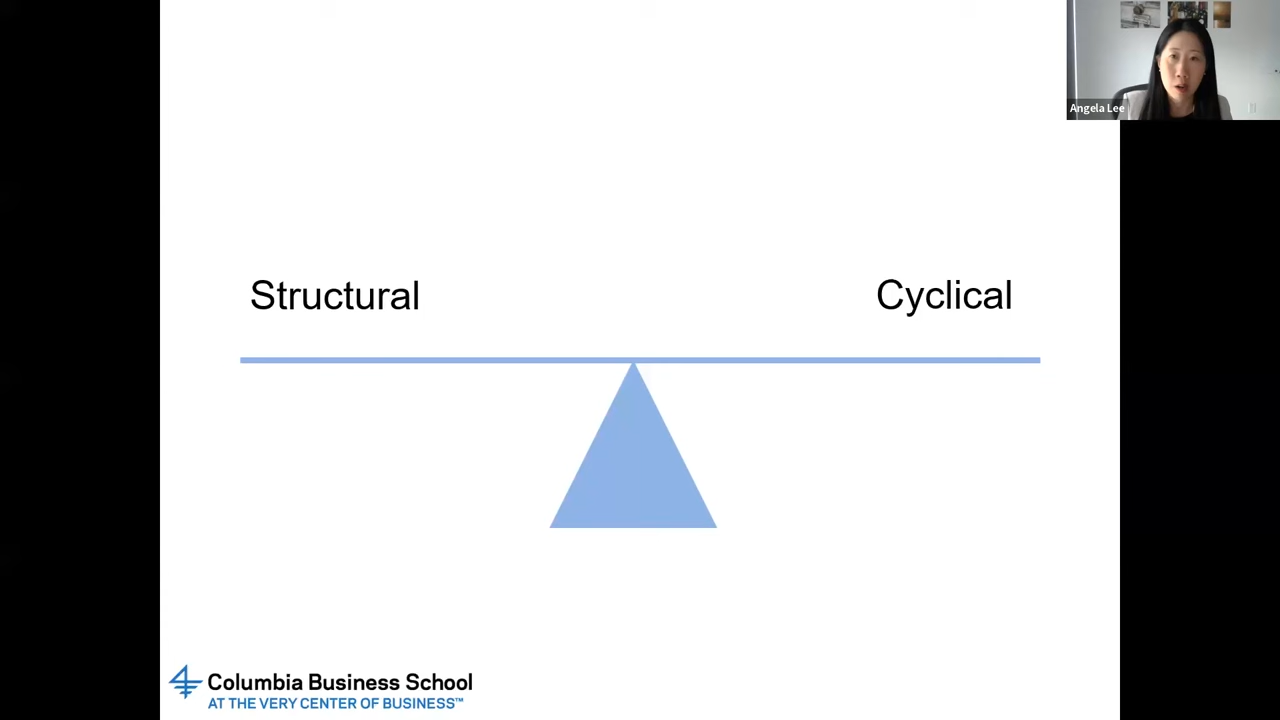 Angela Lee
Structural
Cyclical
Columbia Business School
AT THE VERY CENTER OF BUSINESS™